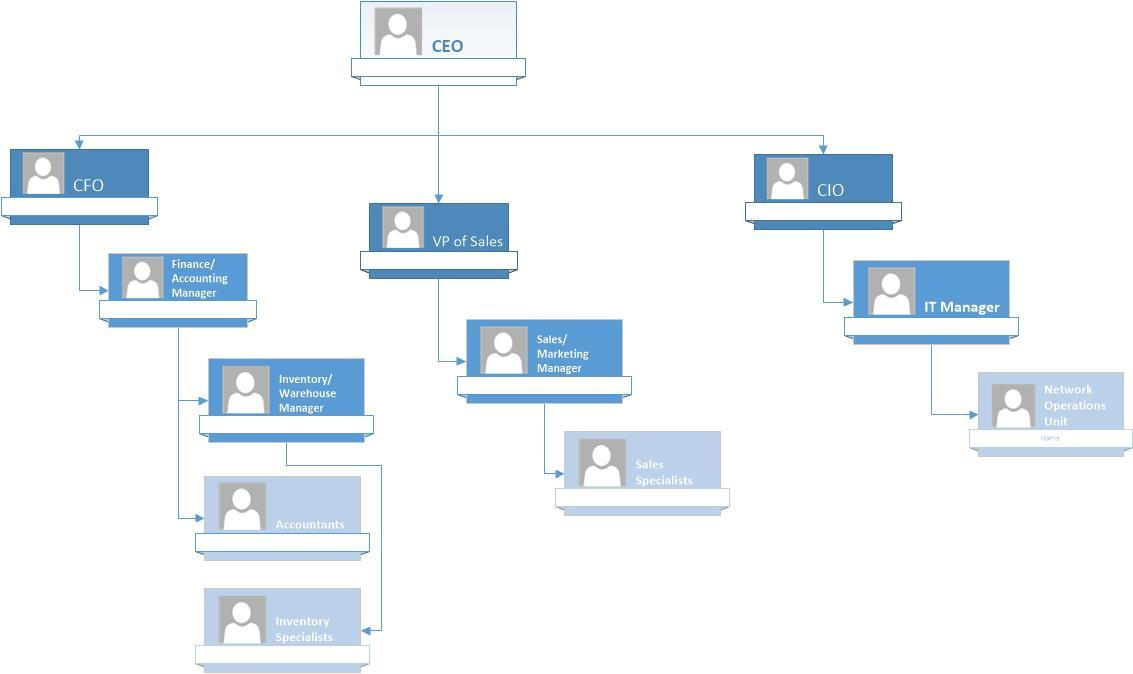 CEO
CFO
CIO
VP of Sales
Finance/
Accounting
Manager
IT Manager
Sales/
Marketing
Manager
Inventory/
Warehouse
Manager
Network
Operations
Unit
Name
Sales
Specialists
Accountants
Inventory
Specialists